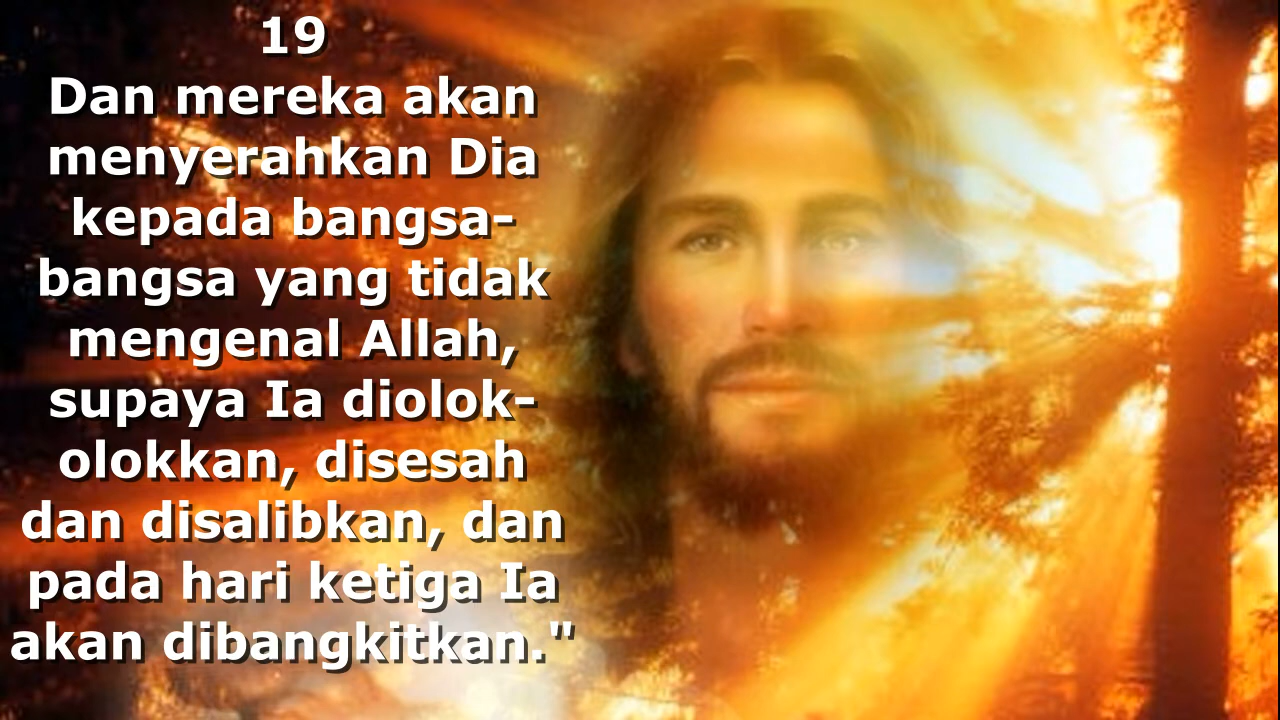 19
Dan mereka akan
menyerahkan Dia
kepada bangsa-
bangsa yang tidak
mengenal Allah,
supaya Ia diolok-
olokkan, disesah
dan disalibkan, dan
pada hari ketiga Ia
akan dibangkitkan."